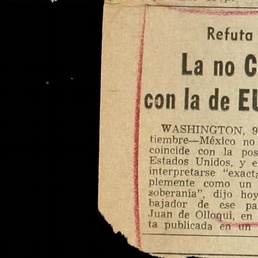 Refuta
La no C
con la de EU
WASHINGTON, 9
tiembre—México no
coincide con la pos
Estados Unidos, y e
interpretarse "exacta
plemente como un
soberanía", dijo hoy
bajador de ese pa
Juan de Olloqui, en
ta publicada en un